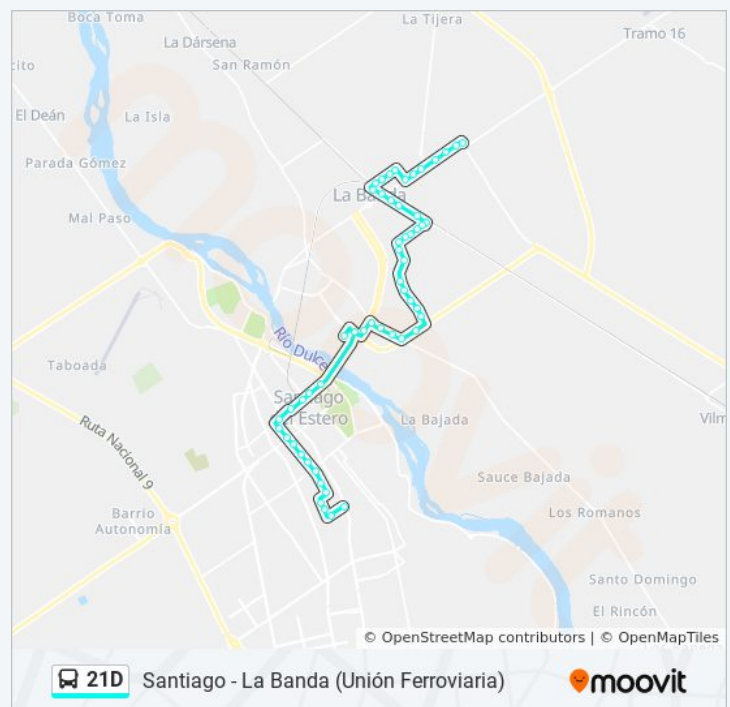 Boca Toma
La Tijera
La Dársena
Tramo 16
cito
San Ramón
El Deán
La Isla
Parada Gómez
La Banda
Mal Paso
Río Dulce
Taboada
Santiago
del Estero
La Bajada
Vilm
Ruta Nacional 9
Sauce Bajada
Barrio
Autonomía
Los Romanos
Santo Domingo
El Rincón
© OpenStreetMap contributors | © OpenMapTiles
21D Santiago - La Banda (Unión Ferroviaria) moovit